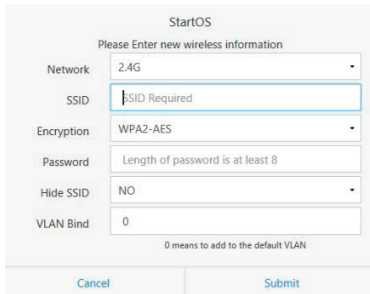 StartOS
Please Enter new wireless information
Network 2.4G
SSID SSID Required
Encryption WPA2-AES
Password Length of password is at least 8
Hide SSID NO
VLAN Bind 0
0 means to add to the default VLAN
Cancel Submit